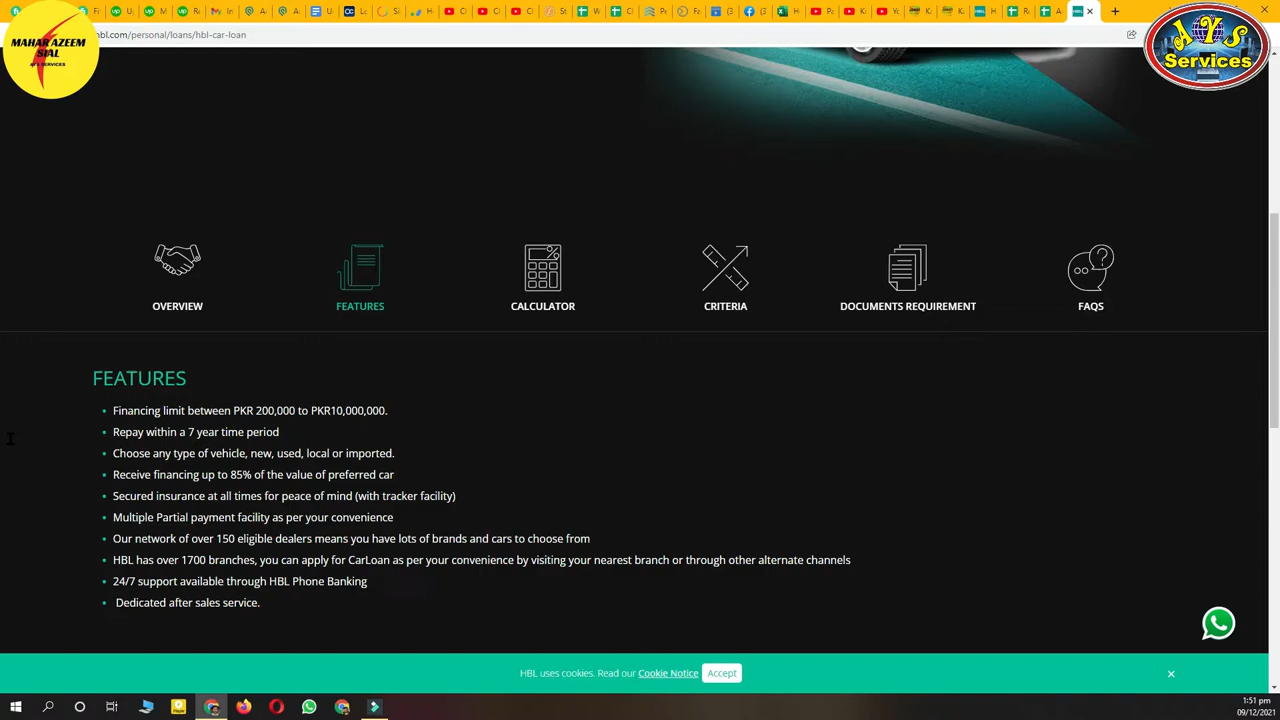 MAHAR AZEEM
SIAL
AYS SERVICES
AYS
Services
hbl.com/personal/loans/hbl-car-loan
OVERVIEW
FEATURES
CALCULATOR
CRITERIA
DOCUMENTS REQUIREMENT
FAQS
FEATURES
Financing limit between PKR 200,000 to PKR10,000,000.
Repay within a 7 year time period
Choose any type of vehicle, new, used, local or imported.
Receive financing up to 85% of the value of preferred car
Secured insurance at all times for peace of mind (with tracker facility)
Multiple Partial payment facility as per your convenience
Our network of over 150 eligible dealers means you have lots of brands and cars to choose from
HBL has over 1700 branches, you can apply for CarLoan as per your convenience by visiting your nearest branch or through other alternate channels
24/7 support available through HBL Phone Banking
Dedicated after sales service.
HBL uses cookies. Read our Cookie Notice Accept
1:51 pm
09/12/2021